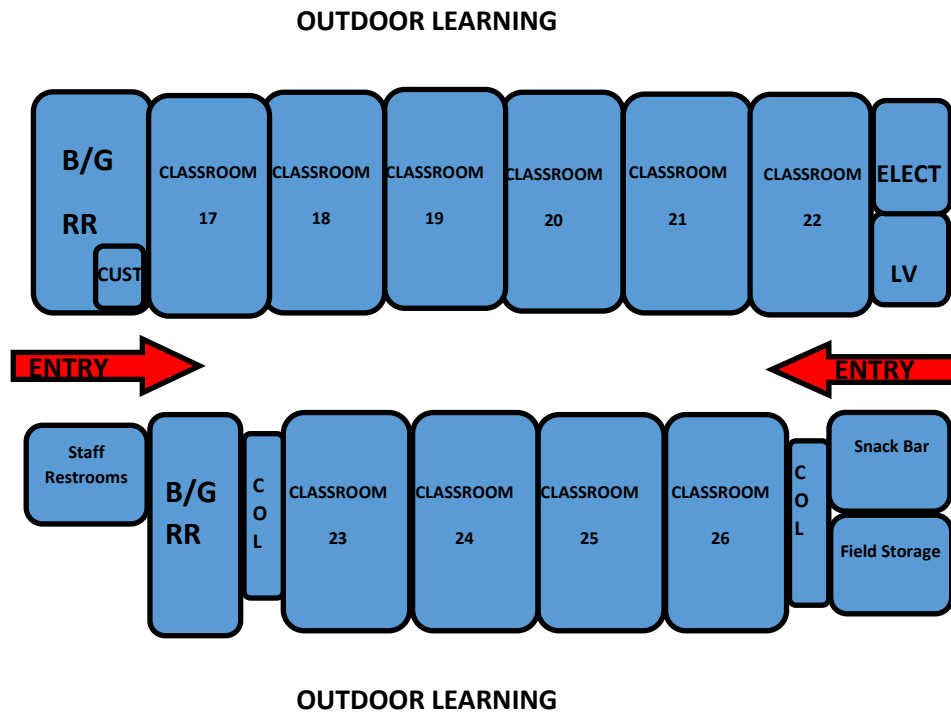 OUTDOOR LEARNING
B/G
RR
CUST
CLASSROOM
17
CLASSROOM
18
CLASSROOM
19
CLASSROOM
20
CLASSROOM
21
CLASSROOM
22
ELECT
LV
ENTRY
ENTRY
Staff
Restrooms
B/G
RR
C
O
L
CLASSROOM
23
CLASSROOM
24
CLASSROOM
25
CLASSROOM
26
C
O
L
Snack Bar
Field Storage
OUTDOOR LEARNING